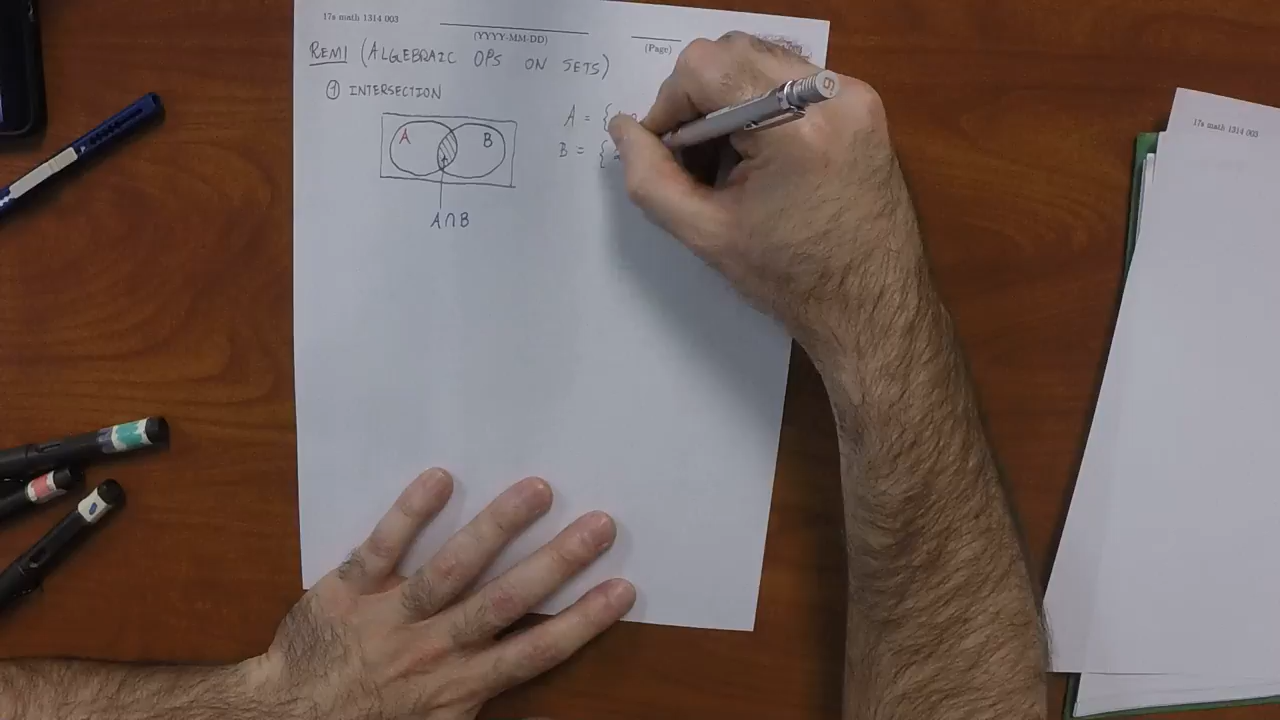 17s math 1314 003
(YYYY-MM-DD)
(Page)
REM1 (ALGEBRAIC OPS ON SETS)
① INTERSECTION
A B
A∩B
A = {
B = {
17s math 1314 003